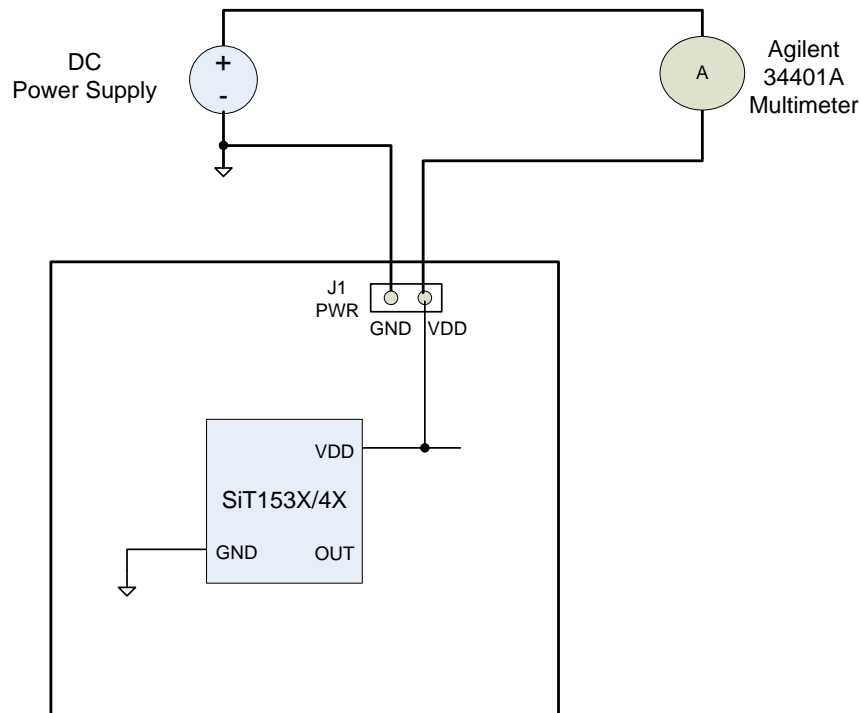 DC
Power Supply
+
-
A
Agilent
34401A
Multimeter
J1
PWR
GND VDD
VDD
SiT153X/4X
GND OUT